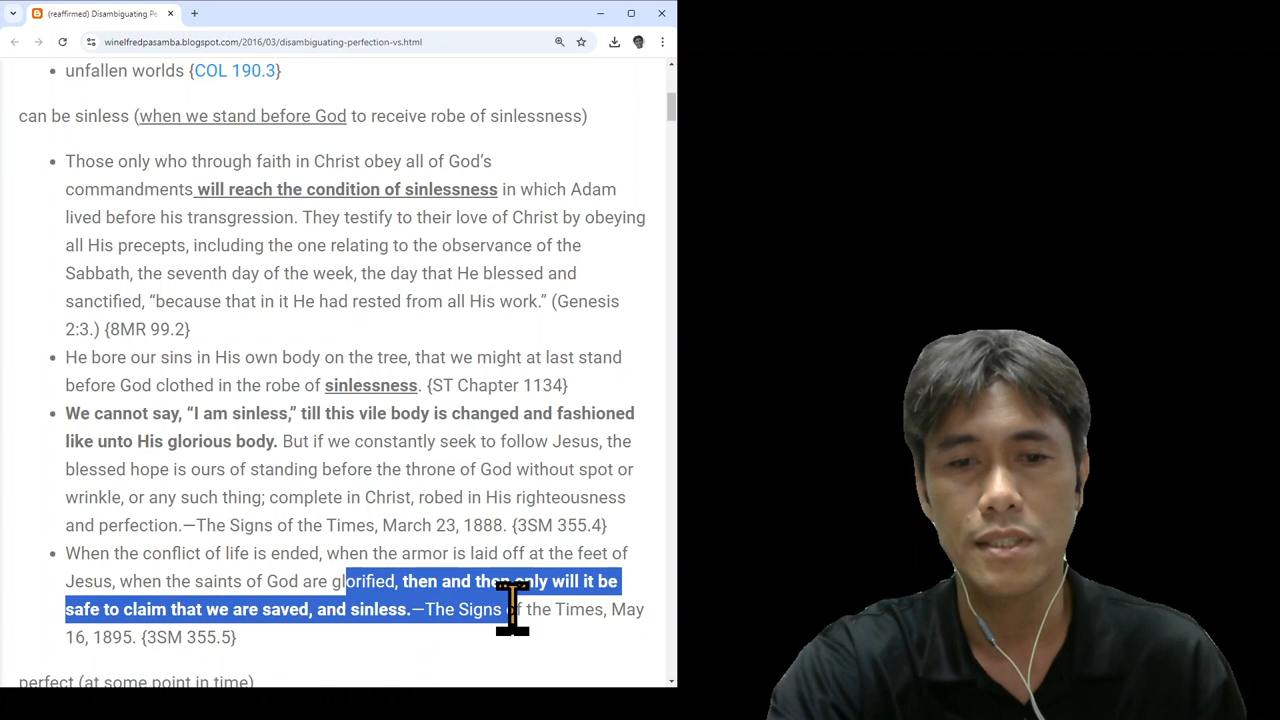 (reaffirmed) Disambiguating Pe
winelfredpasamba.blogspot.com/2016/03/disambiguating-perfection-vs.html
• unfallen worlds {COL 190.3}
can be sinless (when we stand before God to receive robe of sinlessness)
• Those only who through faith in Christ obey all of God’s
commandments will reach the condition of sinlessness in which Adam
lived before his transgression. They testify to their love of Christ by obeying
all His precepts, including the one relating to the observance of the
Sabbath, the seventh day of the week, the day that He blessed and
sanctified, “because that in it He had rested from all His work.” (Genesis
2:3.) {8MR 99.2}
• He bore our sins in His own body on the tree, that we might at last stand
before God clothed in the robe of sinlessness. {ST Chapter 1134}
• We cannot say, “I am sinless,” till this vile body is changed and fashioned
like unto His glorious body. But if we constantly seek to follow Jesus, the
blessed hope is ours of standing before the throne of God without spot or
wrinkle, or any such thing; complete in Christ, robed in His righteousness
and perfection.—The Signs of the Times, March 23, 1888. {3SM 355.4}
• When the conflict of life is ended, when the armor is laid off at the feet of
Jesus, when the saints of God are glorified, then and then only will it be
safe to claim that we are saved, and sinless.—The Signs of the Times, May
16, 1895. {3SM 355.5}
perfect (at some point in time)